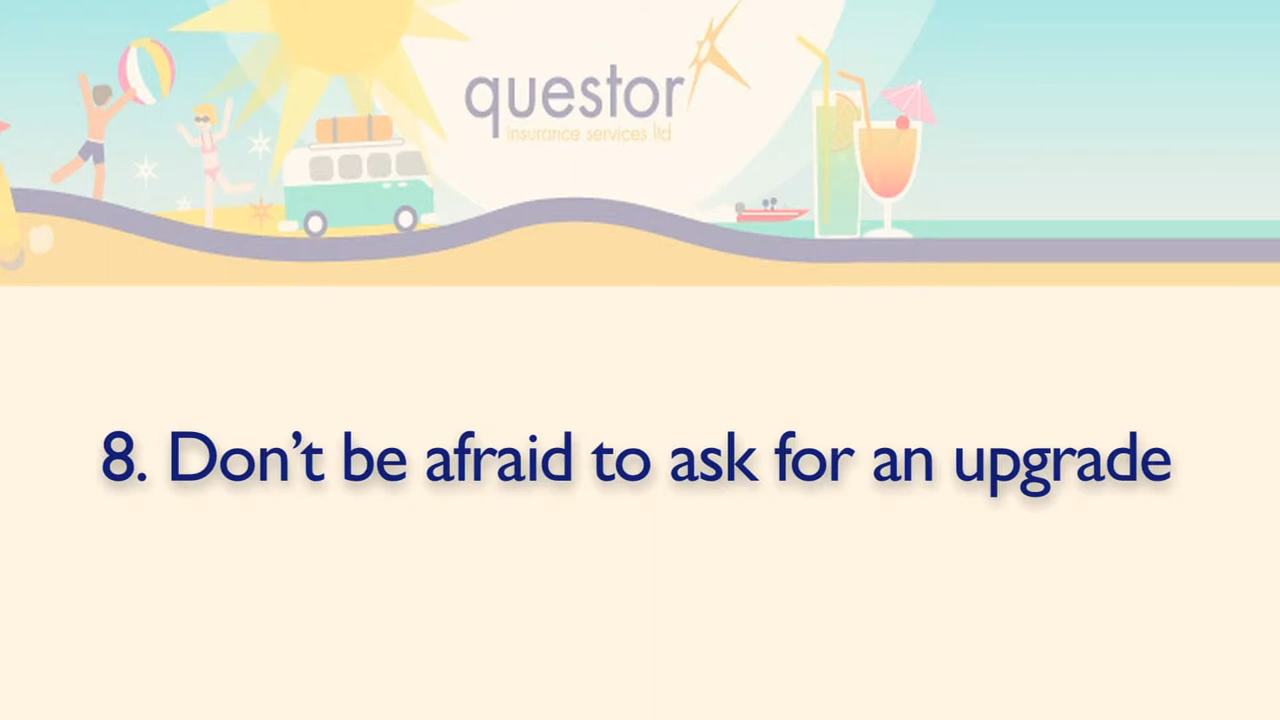 questor
insurance services ltd
8. Don’t be afraid to ask for an upgrade